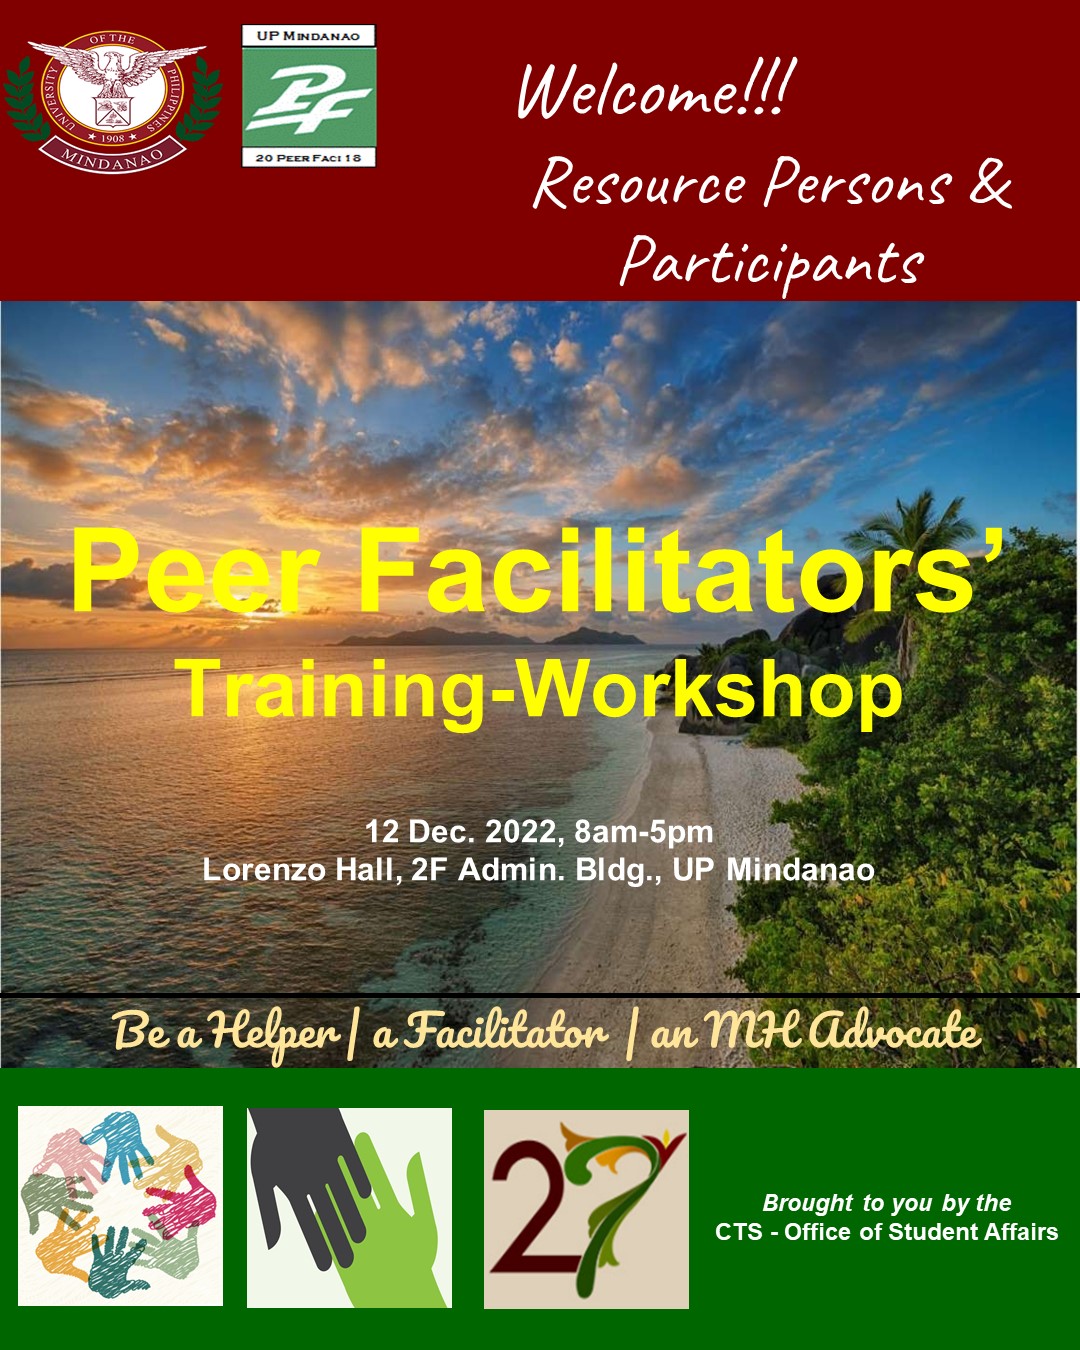 UNIVERSITY OF THE PHILIPPINES
★ 1908 ★
MINDANAO
UP MINDANAO
PF
20 PEER FACI 18
Welcome!!!
Resource Persons &
Participants
Peer Facilitators’
Training-Workshop
12 Dec. 2022, 8am-5pm
Lorenzo Hall, 2F Admin. Bldg., UP Mindanao
Be a Helper | a Facilitator | an MH Advocate
27
Brought to you by the
CTS - Office of Student Affairs